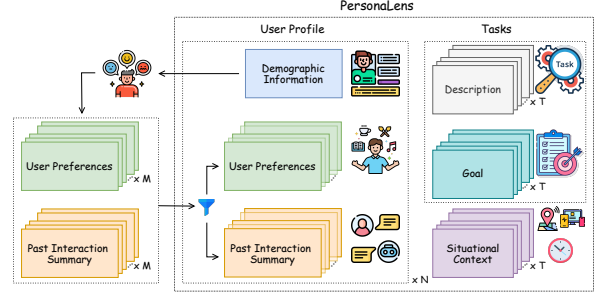 PersonaLens
User Profile
Tasks
Demographic
Information
Task
Description
x T
User Preferences
x M
User Preferences
Goal
x T
Past Interaction
Summary
x M
Past Interaction
Summary
x N
Situational
Context
x T